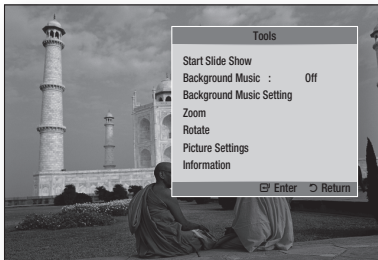 Tools
Start Slide Show
Background Music : Off
Background Music Setting
Zoom
Rotate
Picture Settings
Information
Enter Return